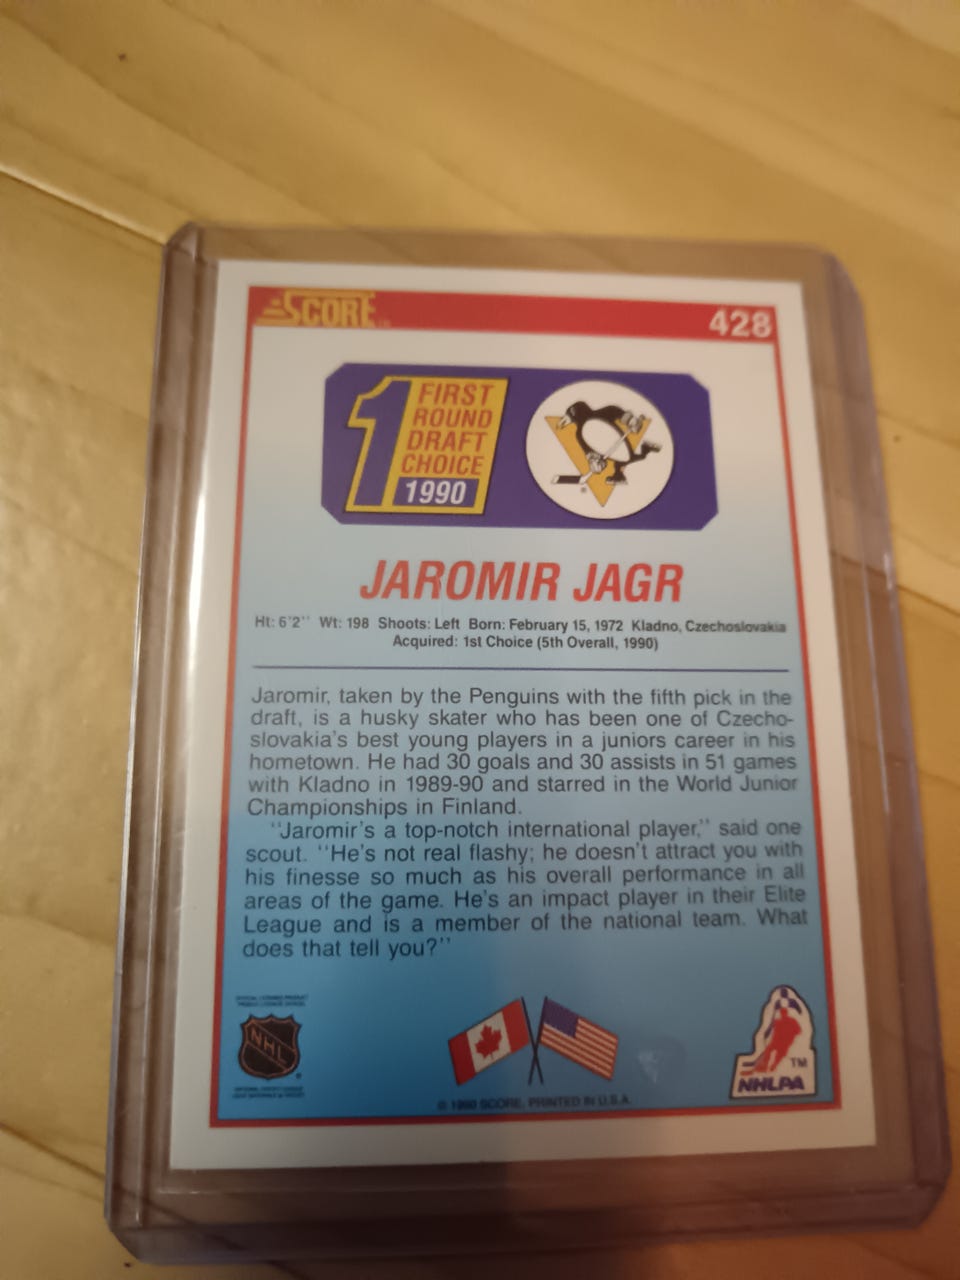 SCORE
428
1
FIRST
ROUND
DRAFT
CHOICE
1990
JAROMIR JAGR
Ht: 6'2'' Wt: 198 Shoots: Left Born: February 15, 1972 Kladno, Czechoslovakia
Acquired: 1st Choice (5th Overall, 1990)
Jaromir, taken by the Penguins with the fifth pick in the
draft, is a husky skater who has been one of Czecho-
slovakia's best young players in a juniors career in his
hometown. He had 30 goals and 30 assists in 51 games
with Kladno in 1989-90 and starred in the World Junior
Championships in Finland.
''Jaromir's a top-notch international player,'' said one
scout. ''He's not real flashy; he doesn't attract you with
his finesse so much as his overall performance in all
areas of the game. He's an impact player in their Elite
League and is a member of the national team. What
does that tell you?''
NHL
TM
NHLPA
© 1990 SCORE, PRINTED IN U.S.A.